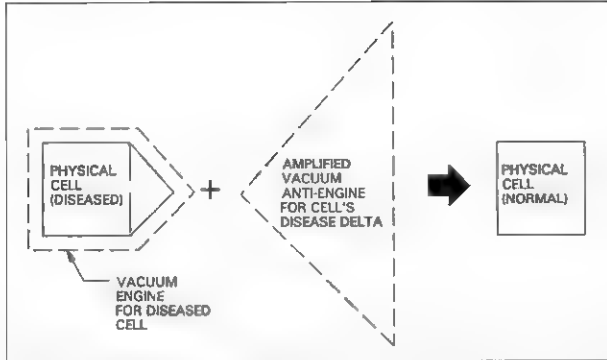 PHYSICAL
CELL
(DISEASED)
+
AMPLIFIED
VACUUM
ANTI-ENGINE
FOR CELL'S
DISEASE DELTA
PHYSICAL
CELL
(NORMAL)
VACUUM
ENGINE
FOR DISEASED
CELL